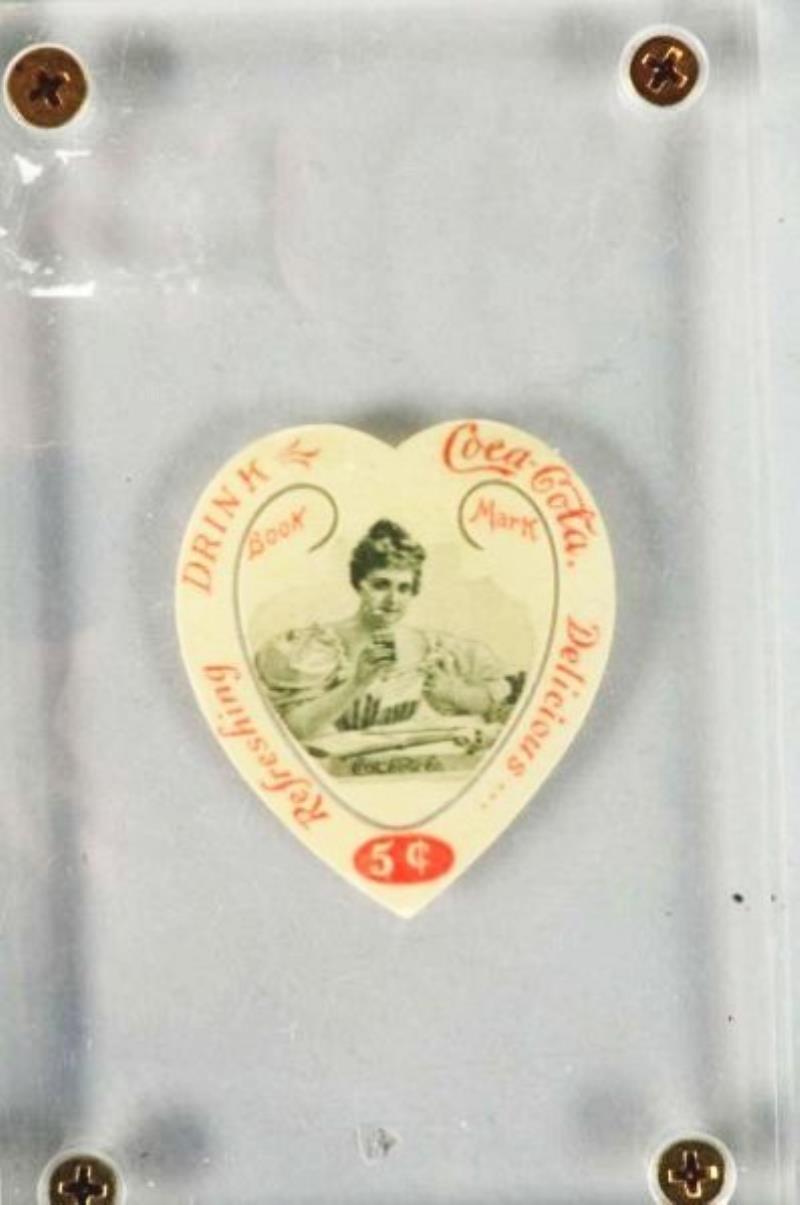 DRINK
Coca-Cola.
Book
Mark
Delicious...
Refreshing
5¢